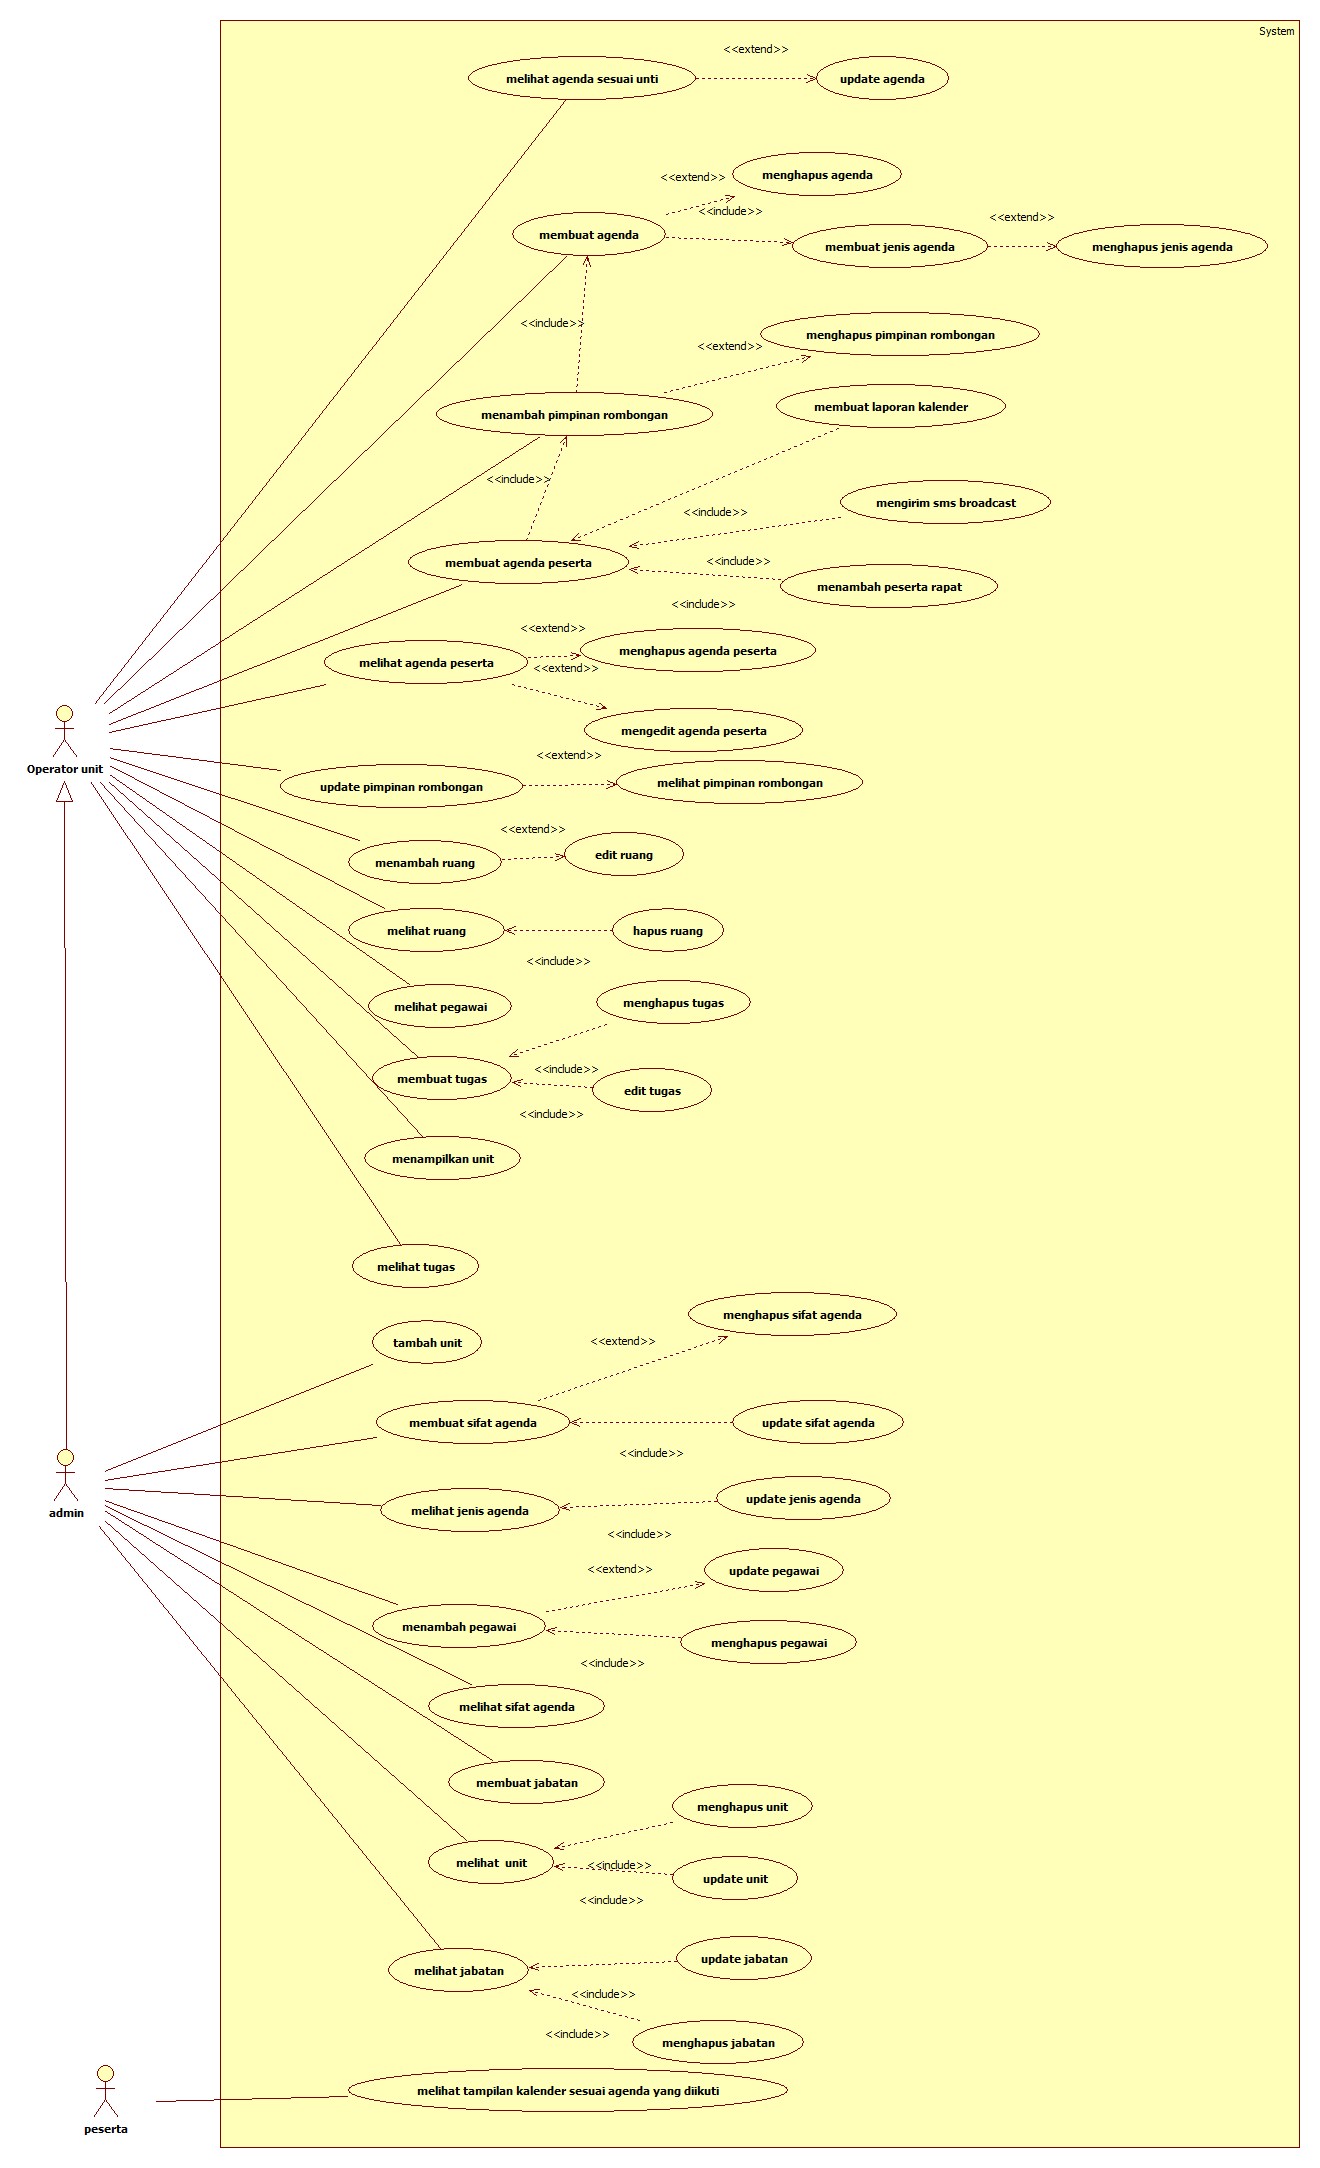 System
<<extend>>
melihat agenda sesuai unti
update agenda
menghapus agenda
<<extend>>
<<include>>
membuat agenda
<<extend>>
membuat jenis agenda
menghapus jenis agenda
<<include>>
menghapus pimpinan rombongan
<<extend>>
menambah pimpinan rombongan
membuat laporan kalender
<<include>>
mengirim sms broadcast
<<include>>
membuat agenda peserta
<<include>>
menambah peserta rapat
<<include>>
<<extend>>
melihat agenda peserta
menghapus agenda peserta
<<extend>>
mengedit agenda peserta
Operator unit
<<extend>>
update pimpinan rombongan
melihat pimpinan rombongan
<<extend>>
menambah ruang
edit ruang
melihat ruang
hapus ruang
<<include>>
melihat pegawai
menghapus tugas
<<include>>
membuat tugas
edit tugas
<<include>>
menampilkan unit
melihat tugas
menghapus sifat agenda
tambah unit
<<extend>>
membuat sifat agenda
update sifat agenda
<<include>>
melihat jenis agenda
update jenis agenda
admin
<<include>>
<<extend>>
update pegawai
menambah pegawai
menghapus pegawai
<<include>>
melihat sifat agenda
membuat jabatan
menghapus unit
melihat  unit
<<include>>
update unit
<<include>>
melihat jabatan
update jabatan
<<include>>
<<include>>
menghapus jabatan
melihat tampilan kalender sesuai agenda yang diikuti
peserta